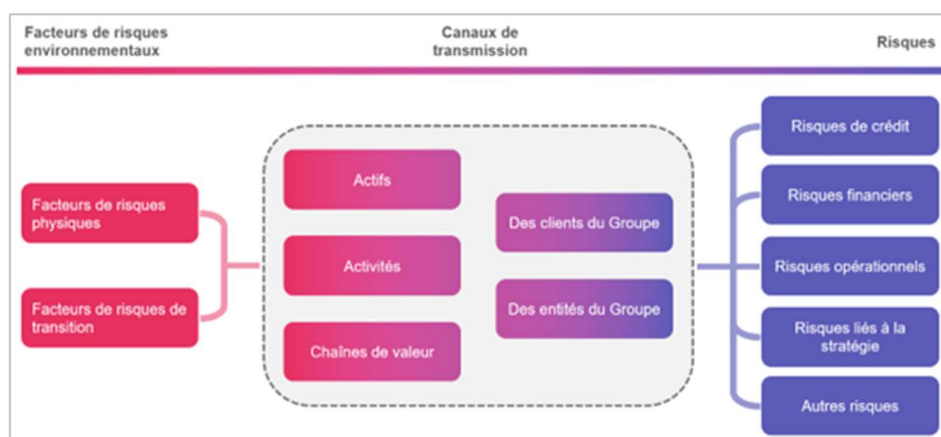 Facteurs de risques
environnementaux
Canaux de
transmission
Risques
Facteurs de risques
physiques
Facteurs de risques de
transition
Actifs
Activités
Chaînes de valeur
Des clients du Groupe
Des entités du Groupe
Risques de crédit
Risques financiers
Risques opérationnels
Risques liés à la
stratégie
Autres risques